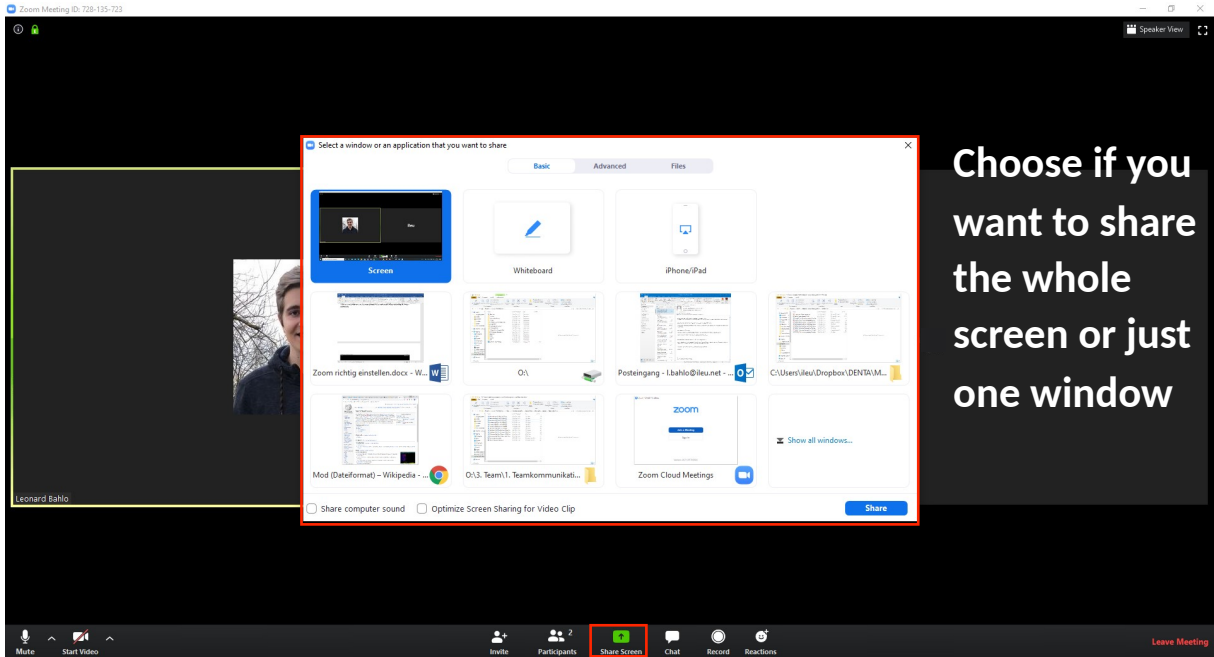 Zoom Meeting ID: 728-135-723
Speaker View
Select a window or an application that you want to share
Basic
Advanced
Files
Screen
Whiteboard
iPhone/iPad
Zoom richtig einstellen.docx - W...
O:\
Posteingang - l.bahlo@ileu.net - ...
C:\Users\ileu\Dropbox\DENTA\M...
Mod (Dateiformat) – Wikipedia - ...
O:\3. Team\1. Teamkommunikati...
zoom
Zoom Cloud Meetings
Show all windows...
Share computer sound
Optimize Screen Sharing for Video Clip
Share
Choose if you
want to share
the whole
screen or just
one window
Leonard Bahlo
Mute
Start Video
Invite
Participants
2
Share Screen
Chat
Record
Reactions
Leave Meeting